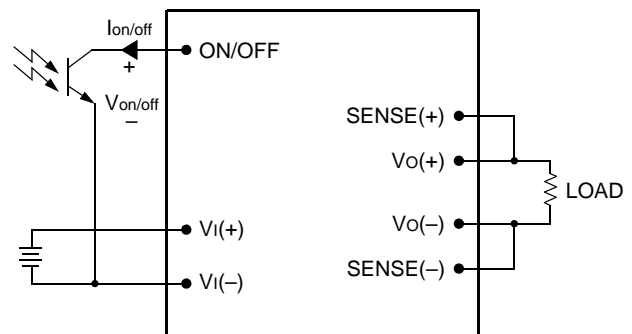 Ion/off
+
ON/OFF
Von/off
–
SENSE(+)
VO(+)
LOAD
VO(–)
SENSE(–)
VI(+)
VI(–)